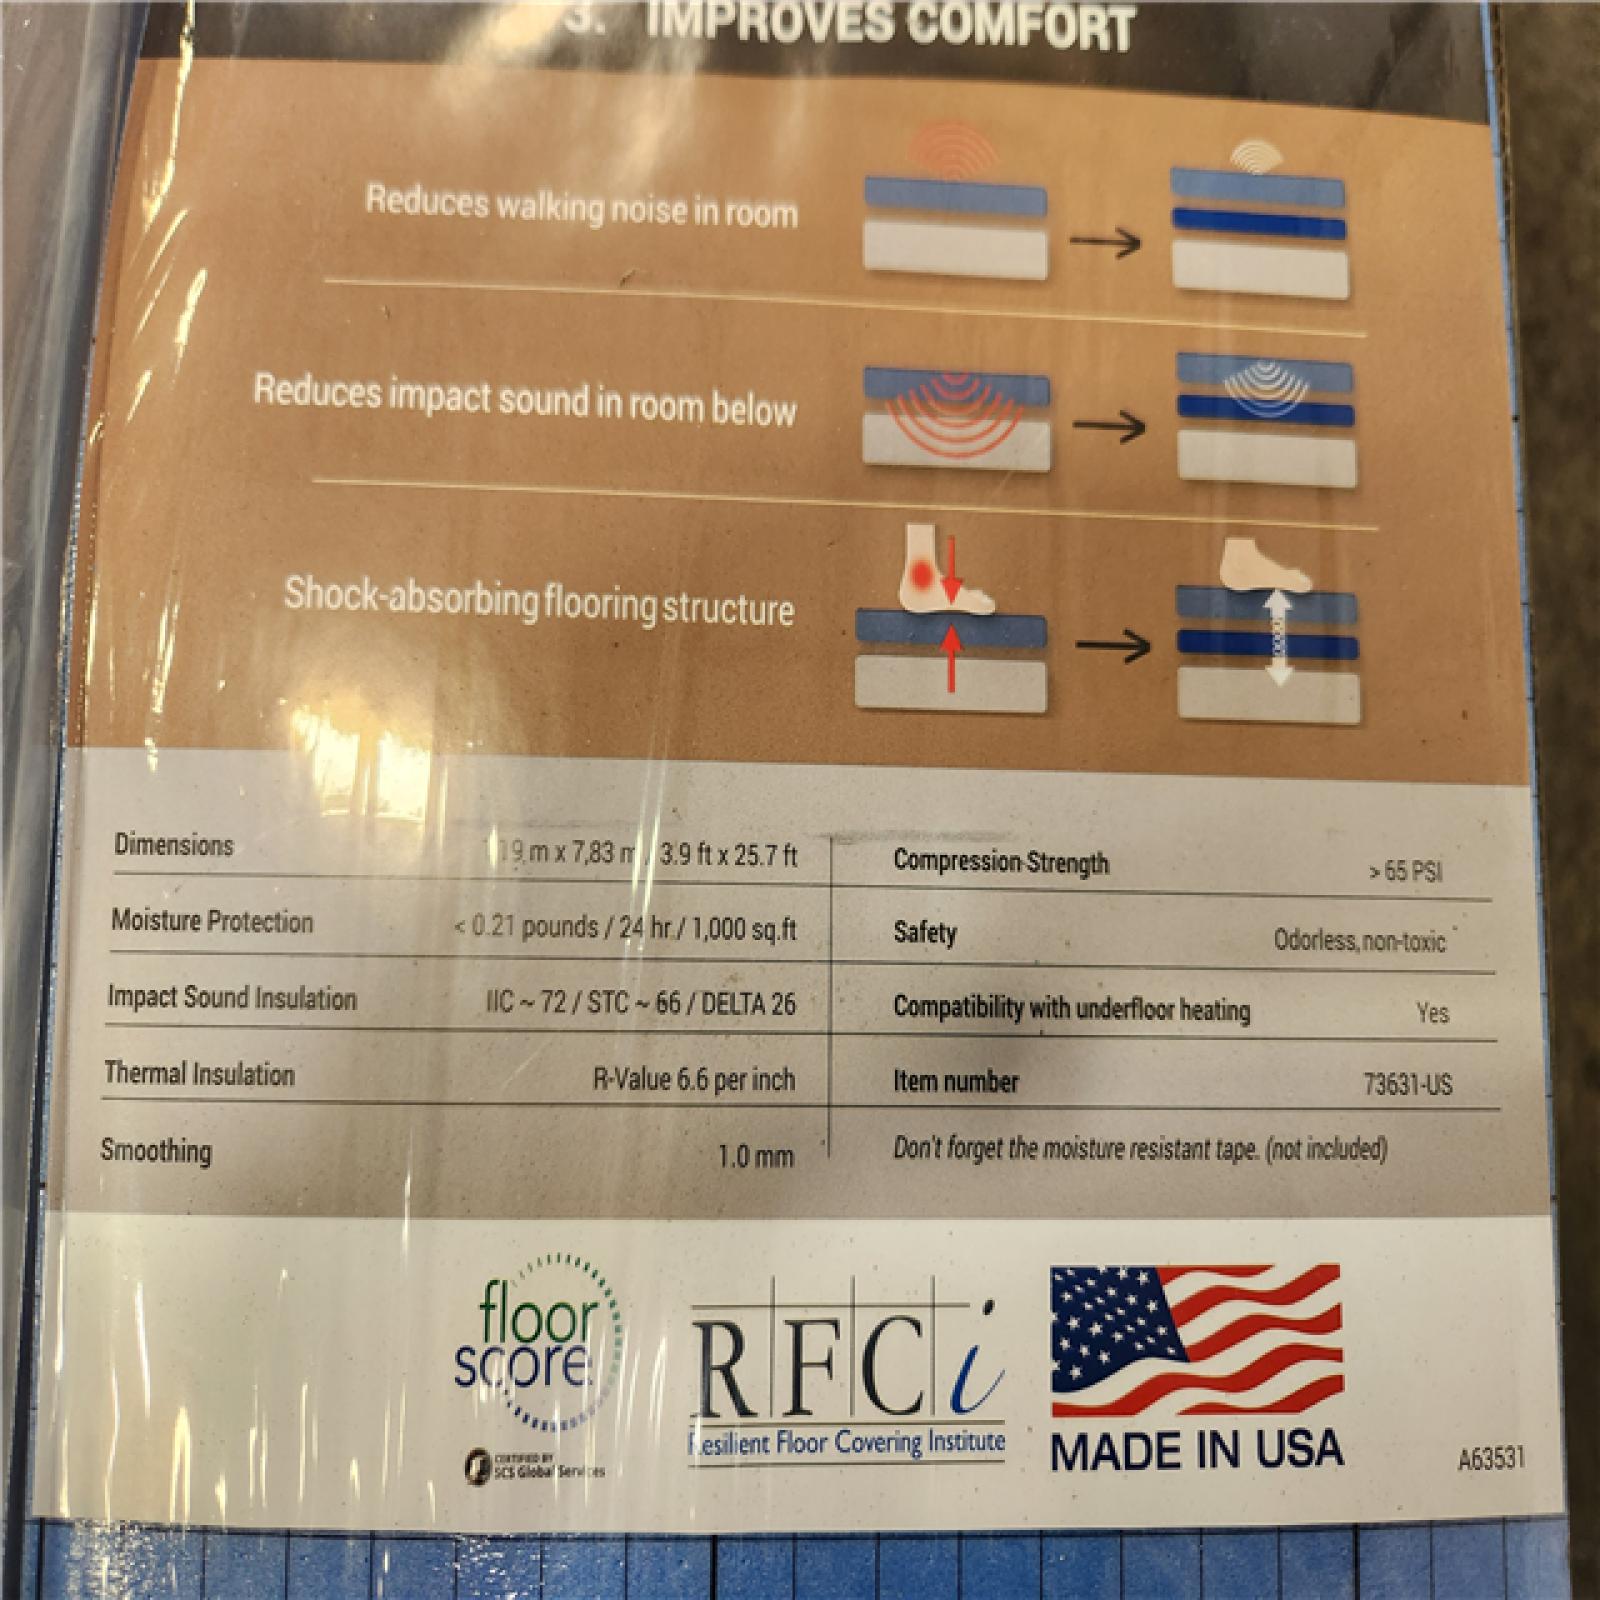 3. IMPROVES COMFORT
Reduces walking noise in room
Reduces impact sound in room below
Shock-absorbing flooring structure
Dimensions 19 m x 7,83 m / 3.9 ft x 25.7 ft
Moisture Protection < 0.21 pounds / 24 hr./ 1,000 sq.ft
Impact Sound Insulation IIC ~ 72 / STC ~ 66 / DELTA 26
Thermal Insulation R-Value 6.6 per inch
Smoothing 1.0 mm
Compression Strength > 65 PSI
Safety Odorless, non-toxic
Compatibility with underfloor heating Yes
Item number 73631-US
Don't forget the moisture resistant tape. (not included)
floor
score
CERTIFIED BY
SCS Global Services
RFCi
Resilient Floor Covering Institute
MADE IN USA
A63531